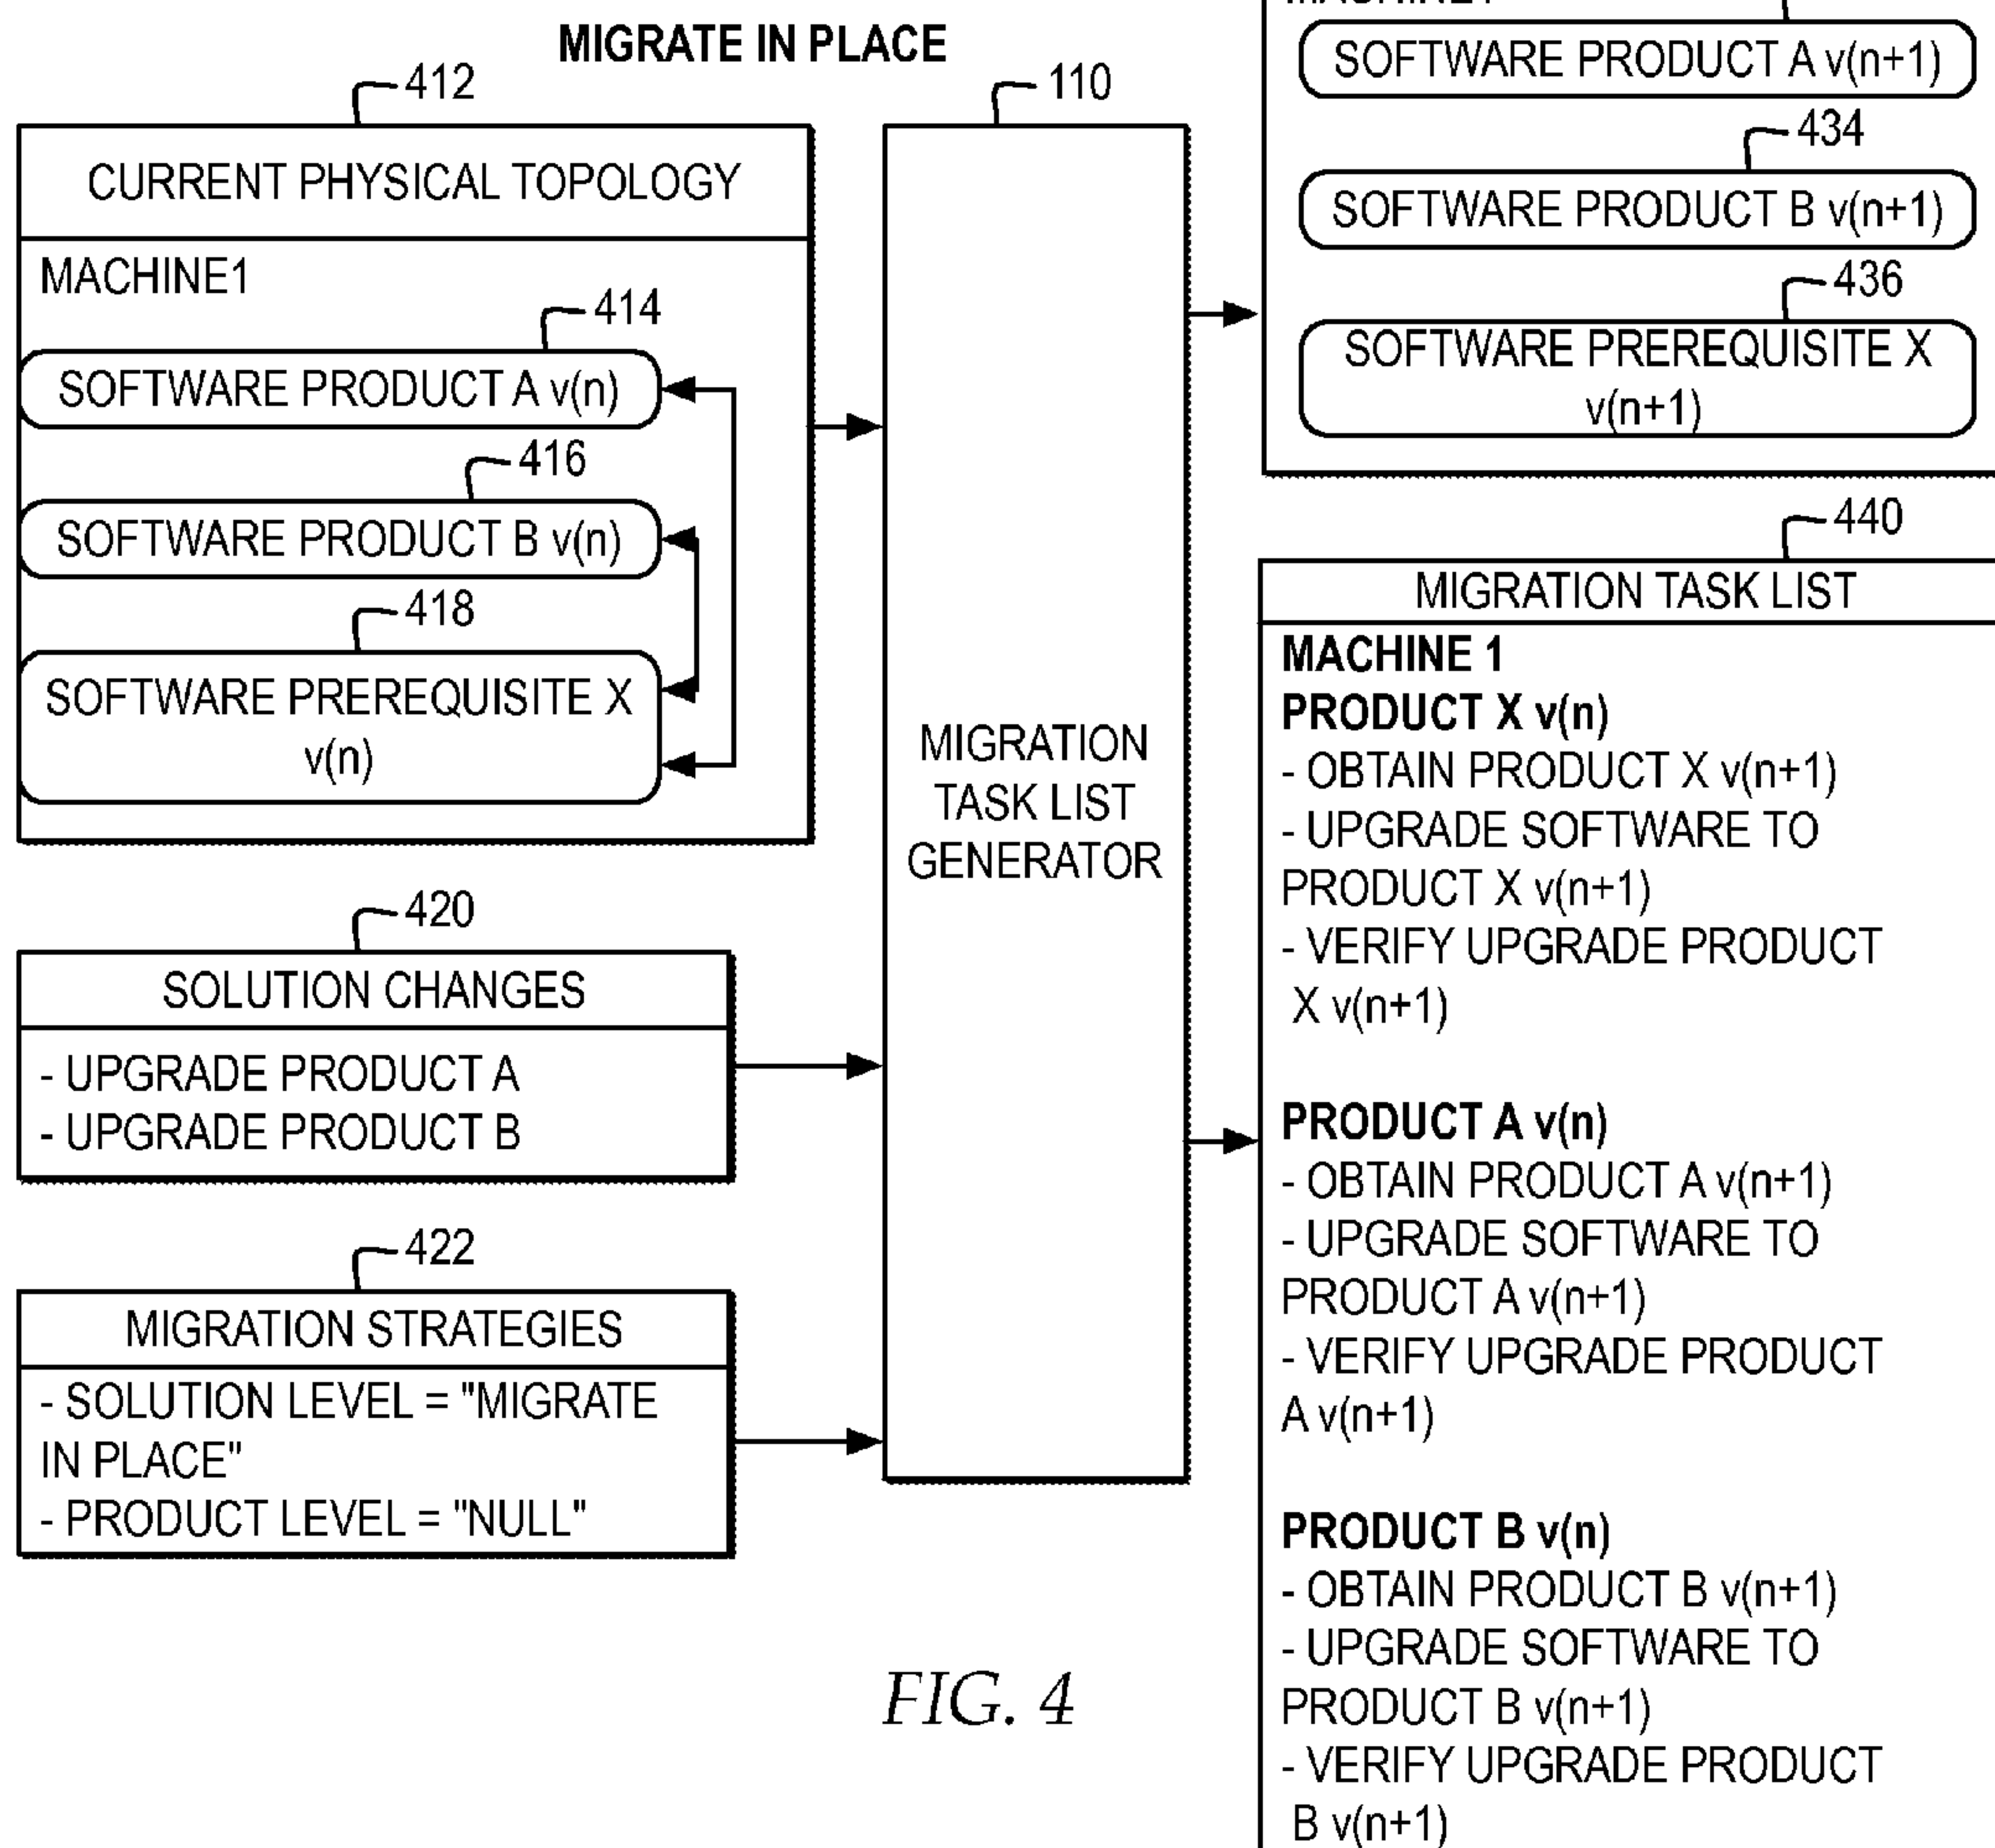 MIGRATE IN PLACE
412
CURRENT PHYSICAL TOPOLOGY
MACHINE1
414
SOFTWARE PRODUCT A v(n)
416
SOFTWARE PRODUCT B v(n)
418
SOFTWARE PREREQUISITE X
v(n)
420
SOLUTION CHANGES
- UPGRADE PRODUCT A
- UPGRADE PRODUCT B
422
MIGRATION STRATEGIES
- SOLUTION LEVEL = "MIGRATE
IN PLACE"
- PRODUCT LEVEL = "NULL"
110
MIGRATION
TASK LIST
GENERATOR
SOFTWARE PRODUCT A v(n+1)
434
SOFTWARE PRODUCT B v(n+1)
436
SOFTWARE PREREQUISITE X
v(n+1)
440
MIGRATION TASK LIST
MACHINE 1
PRODUCT X v(n)
- OBTAIN PRODUCT X v(n+1)
- UPGRADE SOFTWARE TO
PRODUCT X v(n+1)
- VERIFY UPGRADE PRODUCT
X v(n+1)
PRODUCT A v(n)
- OBTAIN PRODUCT A v(n+1)
- UPGRADE SOFTWARE TO
PRODUCT A v(n+1)
- VERIFY UPGRADE PRODUCT
A v(n+1)
PRODUCT B v(n)
- OBTAIN PRODUCT B v(n+1)
- UPGRADE SOFTWARE TO
PRODUCT B v(n+1)
- VERIFY UPGRADE PRODUCT
B v(n+1)
FIG. 4